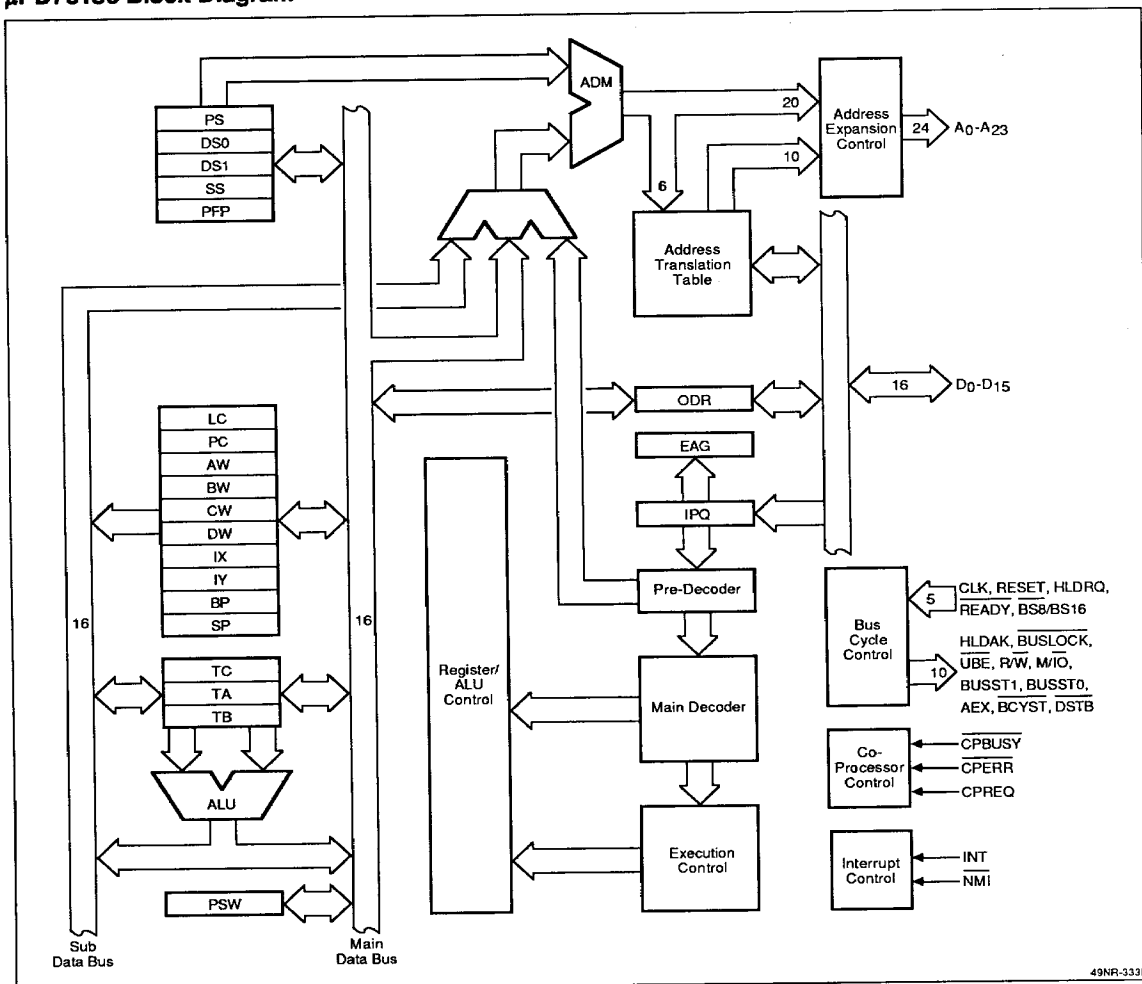 Block Diagram
PS
DS0
DS1
SS
PFP
ADM
20
10
6
Address
Expansion
Control
24
A0-A23
Address
Translation
Table
16
D0-D15
ODR
EAG
IPQ
Pre-Decoder
Main Decoder
Execution
Control
Register/
ALU
Control
LC
PC
AW
BW
CW
DW
IX
IY
BP
SP
16
16
TC
TA
TB
ALU
PSW
Sub
Data Bus
Main
Data Bus
Bus
Cycle
Control
5
CLK, RESET, HLDRQ,
READY, BS8/BS16
10
HLDAK, BUSLOCK,
UBE, R/W, M/IO,
BUSST1, BUSST0,
AEX, BCYST, DSTB
Co-
Processor
Control
CPBUSY
CPERR
CPREQ
Interrupt
Control
INT
NMI